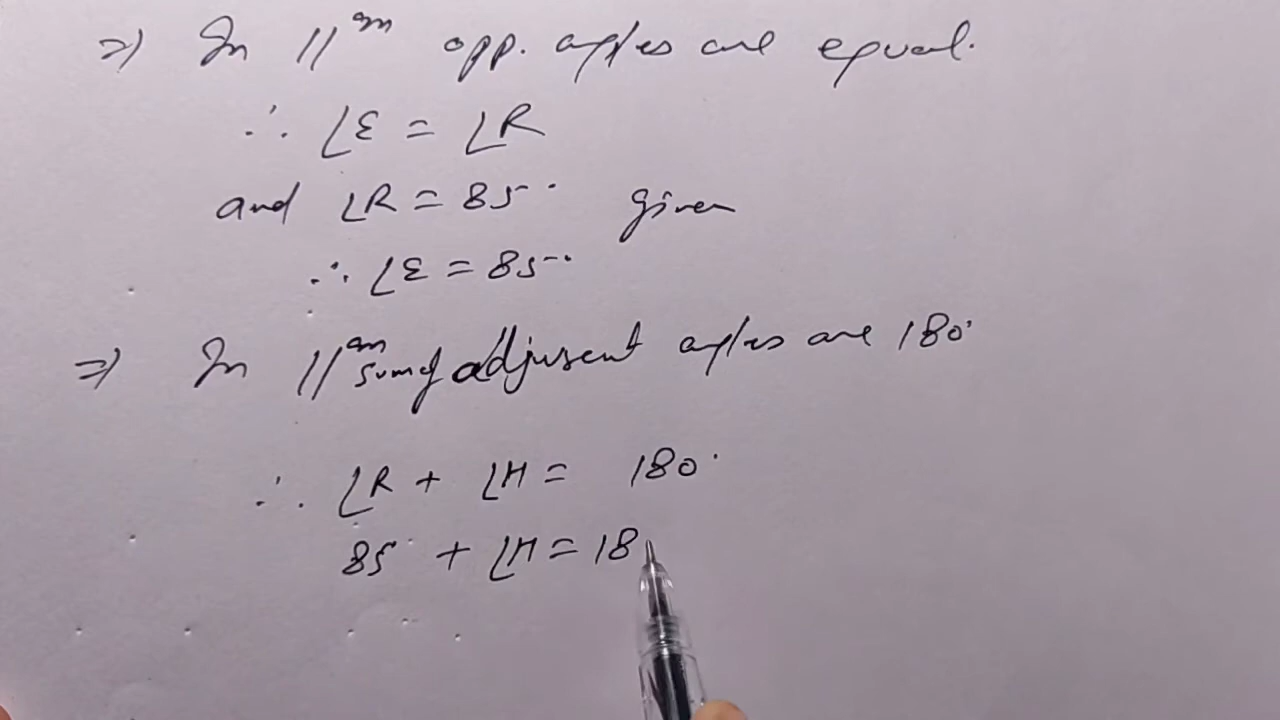 => In ||gm opp. angles are equal.
∴ ∠E = ∠R
and ∠R = 85° given
∴ ∠E = 85°
=> In ||gm sum of adjusent angles are 180°
∴ ∠R + ∠H = 180°
85° + ∠H = 18